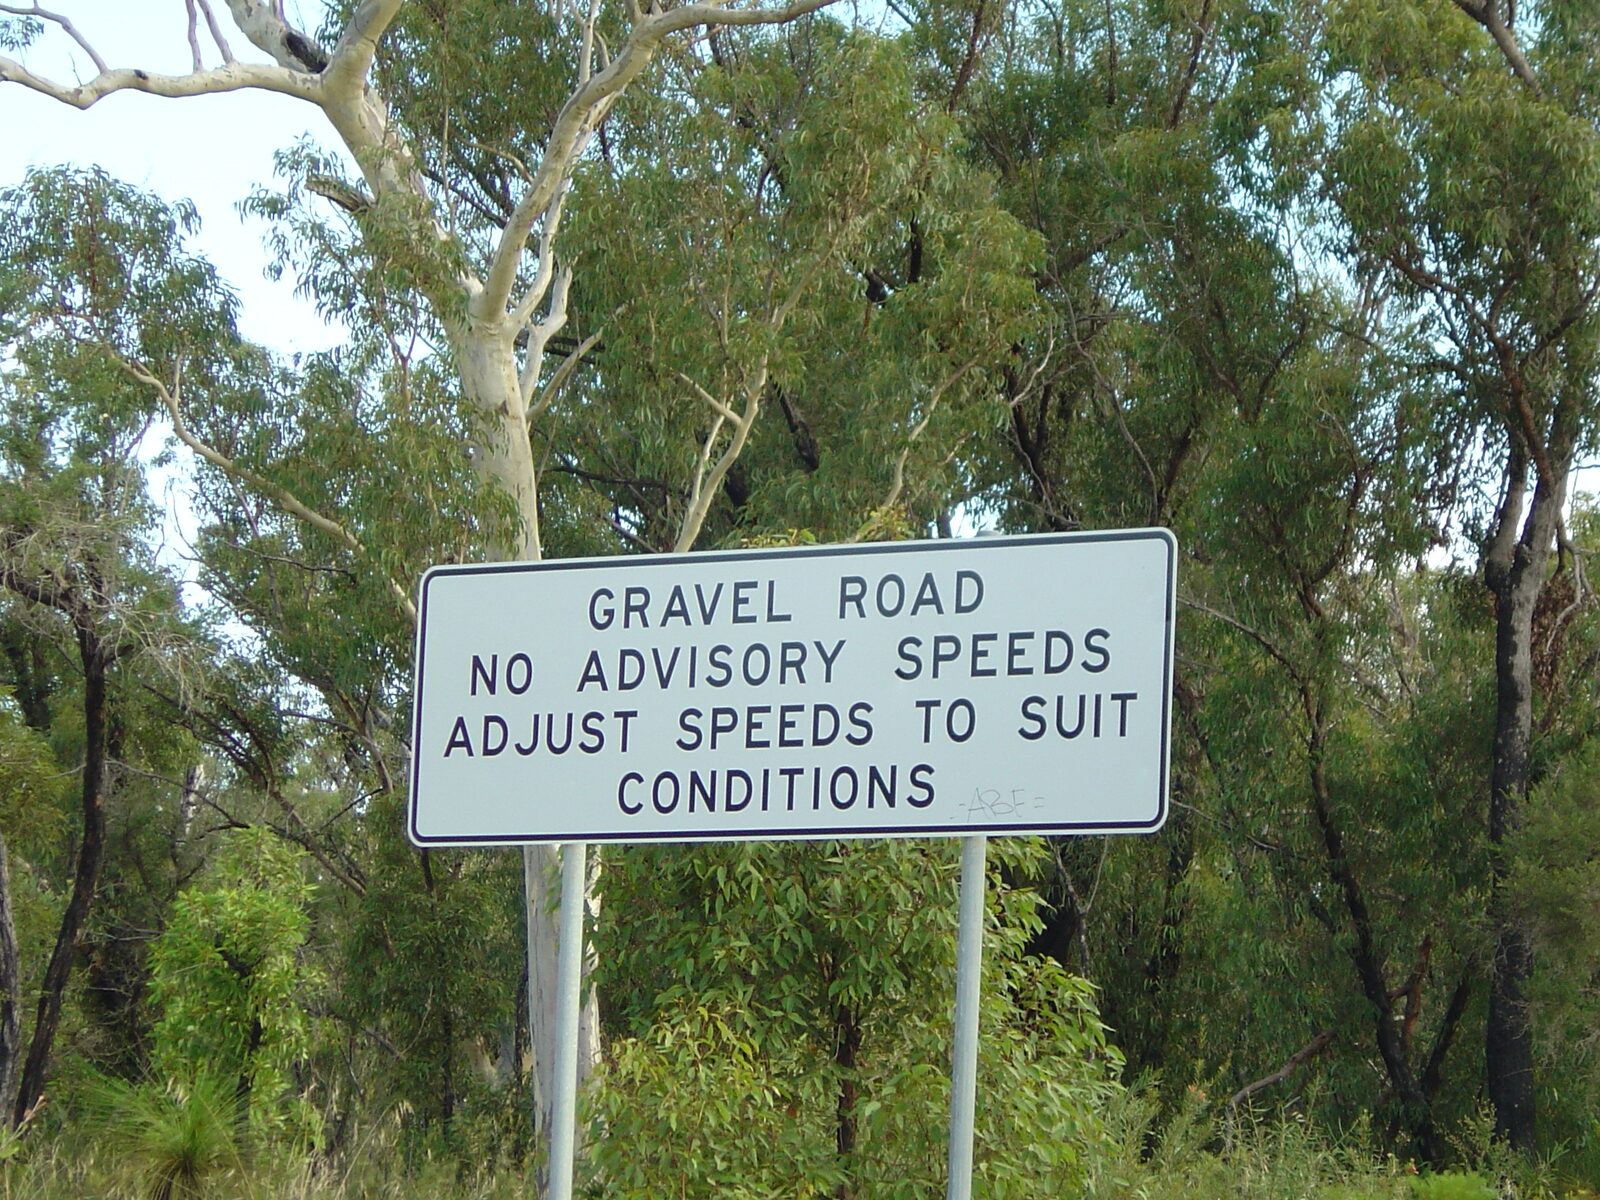 GRAVEL ROAD
NO ADVISORY SPEEDS
ADJUST SPEEDS TO SUIT
CONDITIONS